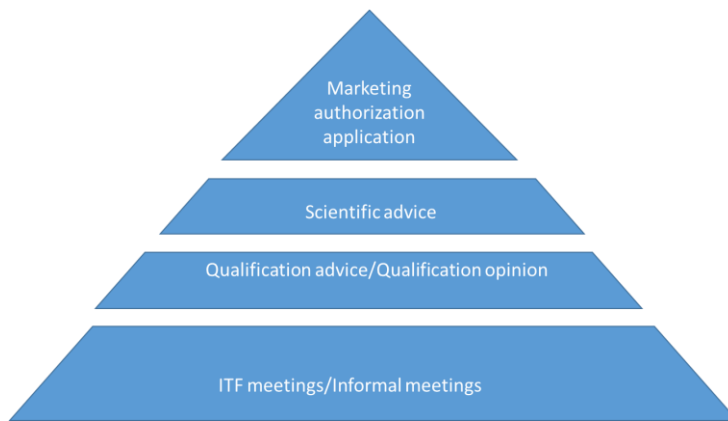 Marketing
authorization
application
Scientific advice
Qualification advice/Qualification opinion
ITF meetings/Informal meetings